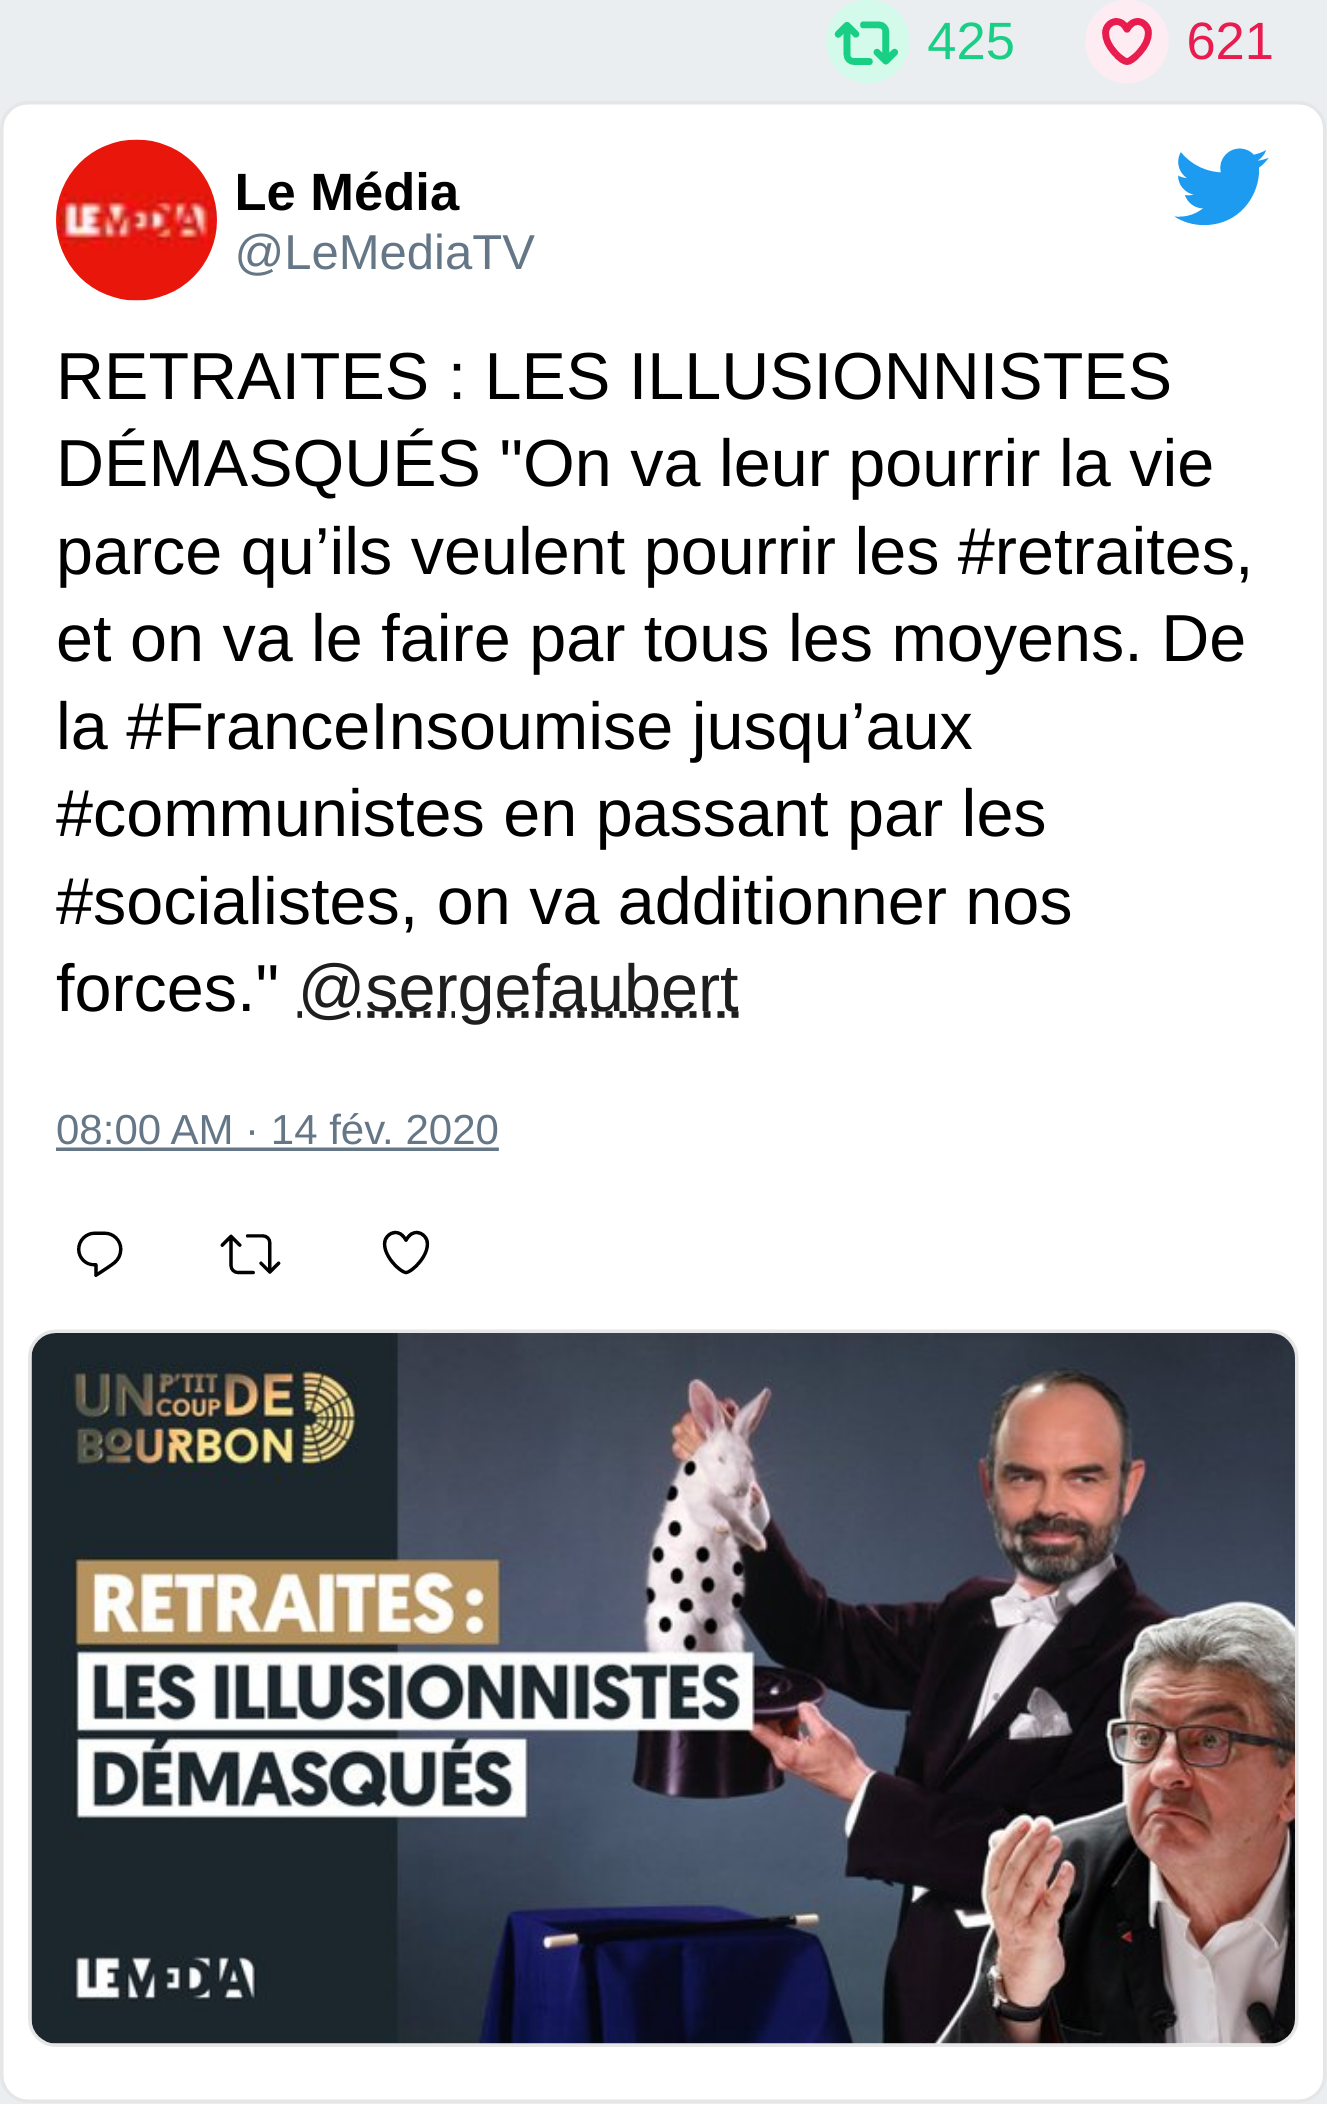 425 621
LE MEDIA
Le Média
@LeMediaTV
RETRAITES : LES ILLUSIONNISTES
DÉMASQUÉS "On va leur pourrir la vie
parce qu’ils veulent pourrir les #retraites,
et on va le faire par tous les moyens. De
la #FranceInsoumise jusqu’aux
#communistes en passant par les
#socialistes, on va additionner nos
forces." @sergefaubert
08:00 AM · 14 fév. 2020
UN P'TIT COUP DE
BOURBON
RETRAITES :
LES ILLUSIONNISTES
DÉMASQUÉS
LE MEDIA